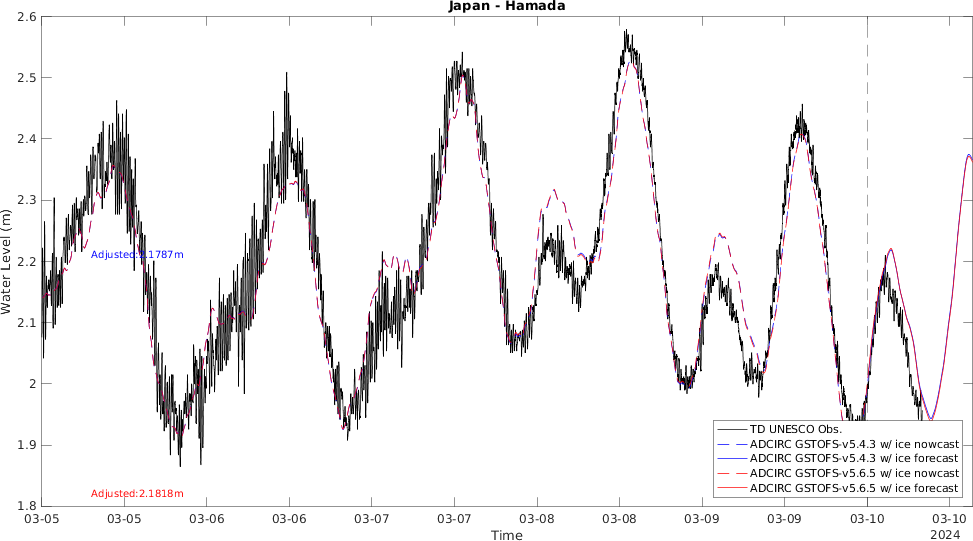 Japan - Hamada
2.6
2.5
2.4
2.3
2.2
2.1
2
1.9
1.8
Water Level (m)
Adjusted:2.1787m
Adjusted:2.1818m
TD UNESCO Obs.
ADCIRC GSTOFS-v5.4.3 w/ ice nowcast
ADCIRC GSTOFS-v5.4.3 w/ ice forecast
ADCIRC GSTOFS-v5.6.5 w/ ice nowcast
ADCIRC GSTOFS-v5.6.5 w/ ice forecast
03-05 03-05 03-06 03-06 03-07 03-07 03-08 03-08 03-09 03-09 03-10 03-10
Time
2024